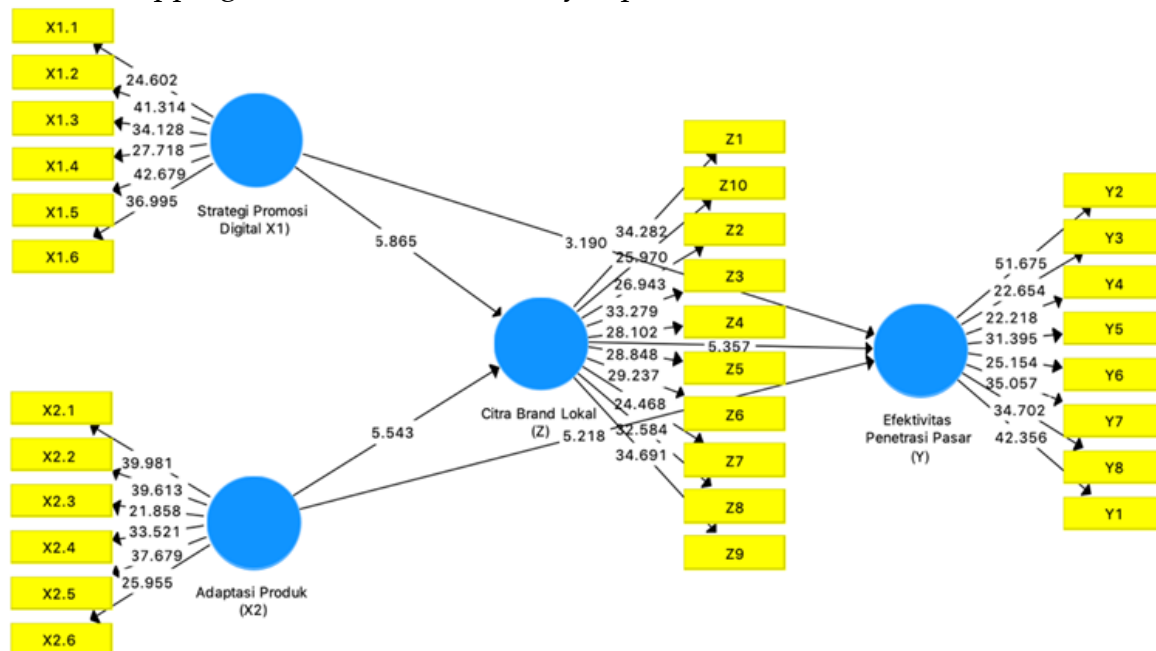 X1.1
X1.2
X1.3
X1.4
X1.5
X1.6
24.602
41.314
34.128
27.718
42.679
36.995
Strategi Promosi
Digital X1)
5.865
3.190
X2.1
X2.2
X2.3
X2.4
X2.5
X2.6
39.981
39.613
21.858
33.521
37.679
25.955
Adaptasi Produk
(X2)
5.543
5.218
Citra Brand Lokal
(Z)
34.282
25.970
26.943
33.279
28.102
28.848
29.237
24.468
32.584
34.691
5.357
Z1
Z10
Z2
Z3
Z4
Z5
Z6
Z7
Z8
Z9
Efektivitas
Penetrasi Pasar
(Y)
51.675
22.654
22.218
31.395
25.154
35.057
34.702
42.356
Y2
Y3
Y4
Y5
Y6
Y7
Y8
Y1